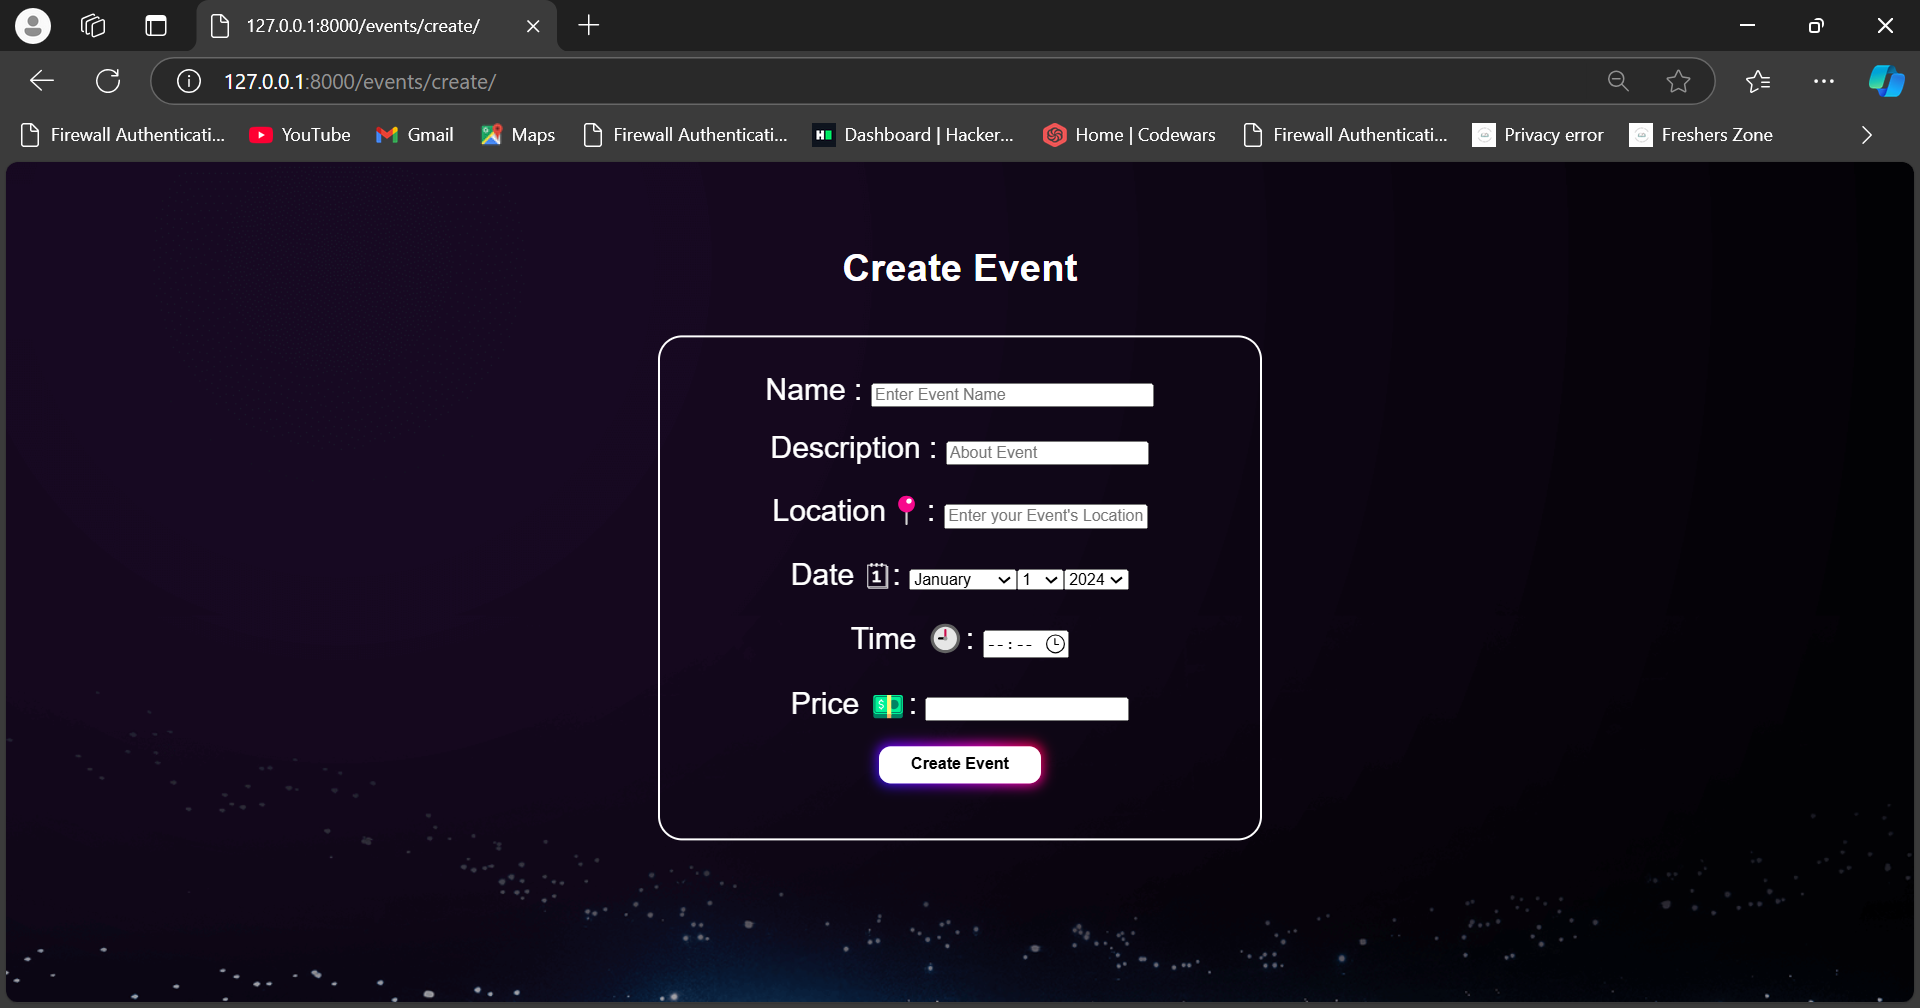 127.0.0.1:8000/events/create/
127.0.0.1:8000/events/create/
Firewall Authenticati... YouTube Gmail Maps Firewall Authenticati... Dashboard | Hacker... Home | Codewars Firewall Authenticati... Privacy error Freshers Zone
Create Event
Name : Enter Event Name
Description : About Event
Location 📍 : Enter your Event's Location
Date 🗓: January 1 2024
Time 🕘 : --:--
Price 💵 :
Create Event